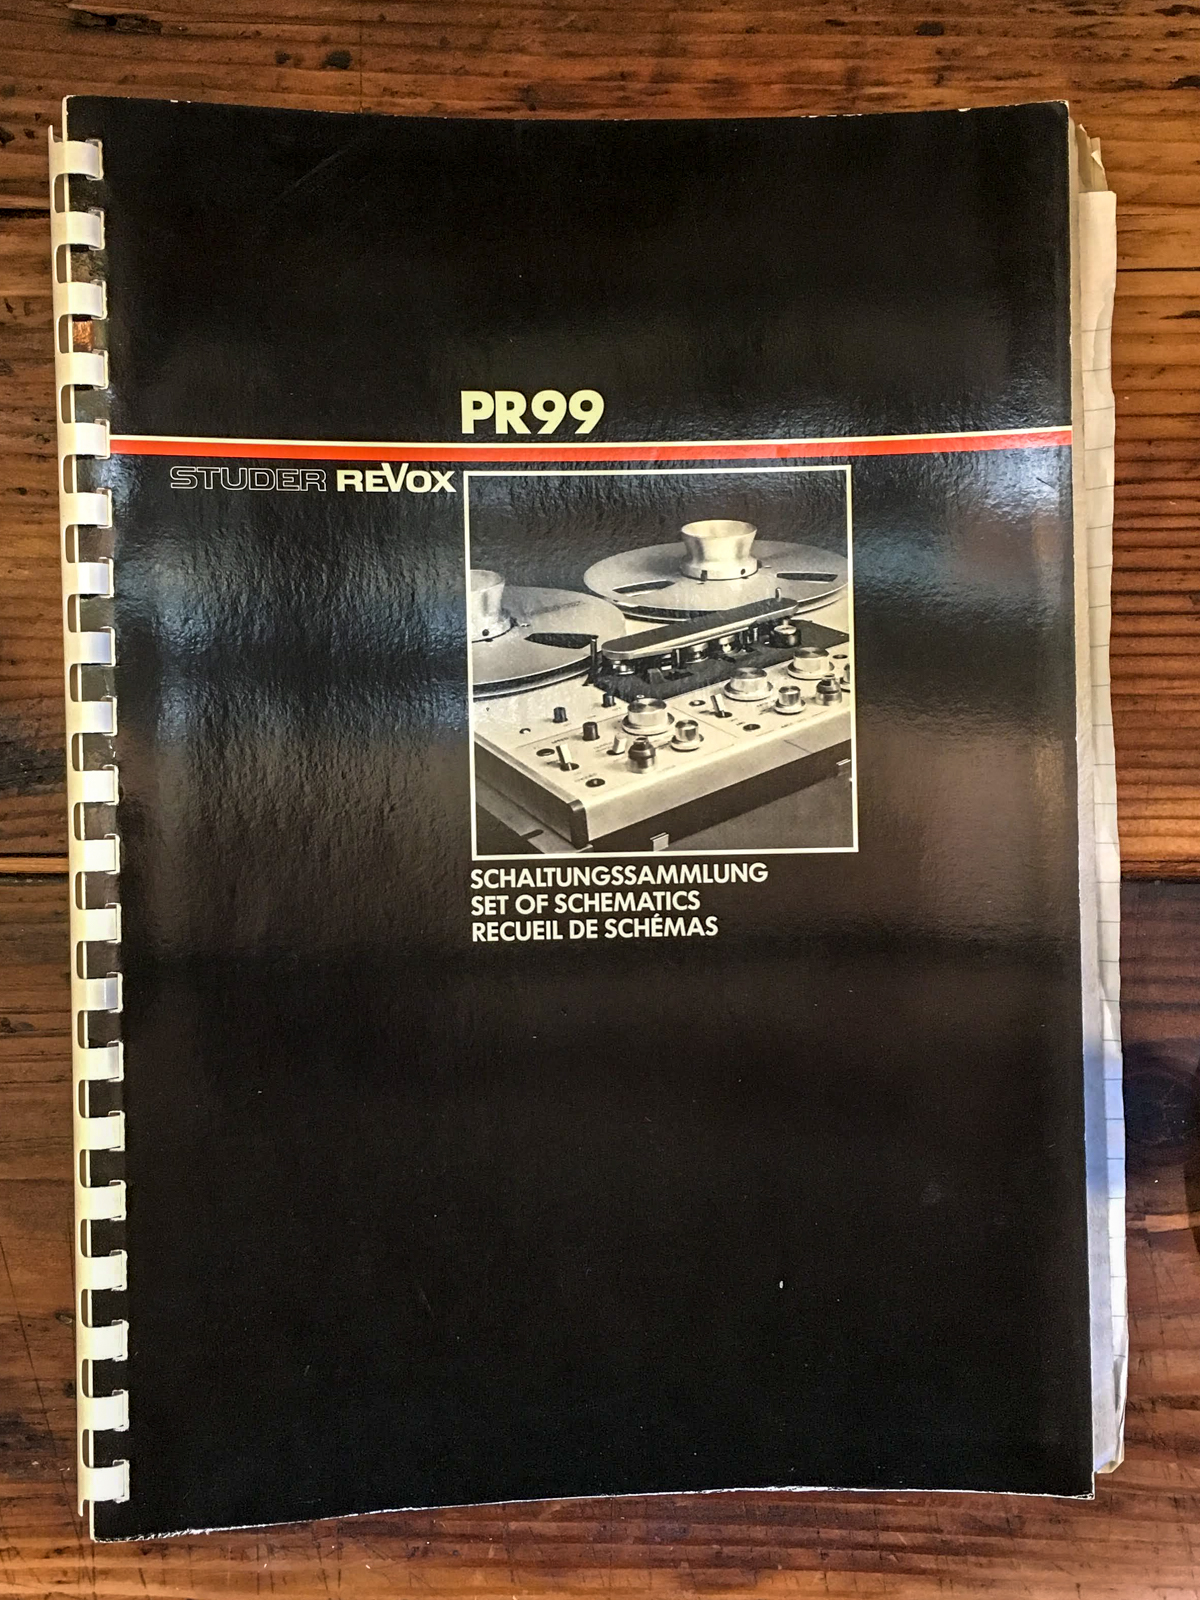 PR99
STUDER REVOX
SCHALTUNGSSAMMLUNG
SET OF SCHEMATICS
RECUEIL DE SCHÉMAS